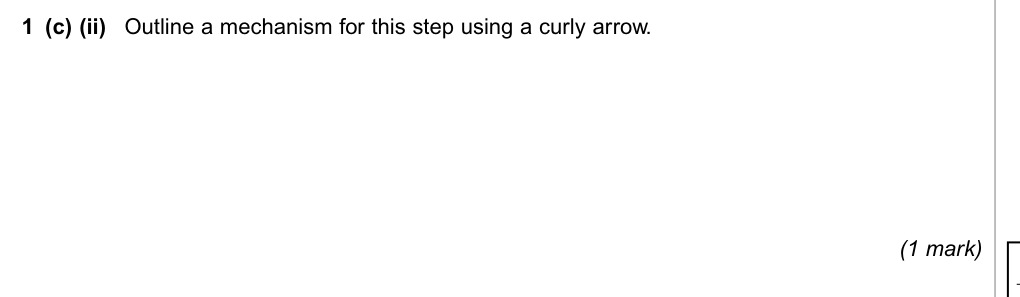 1 (c) (ii) Outline a mechanism for this step using a curly arrow.
(1 mark)